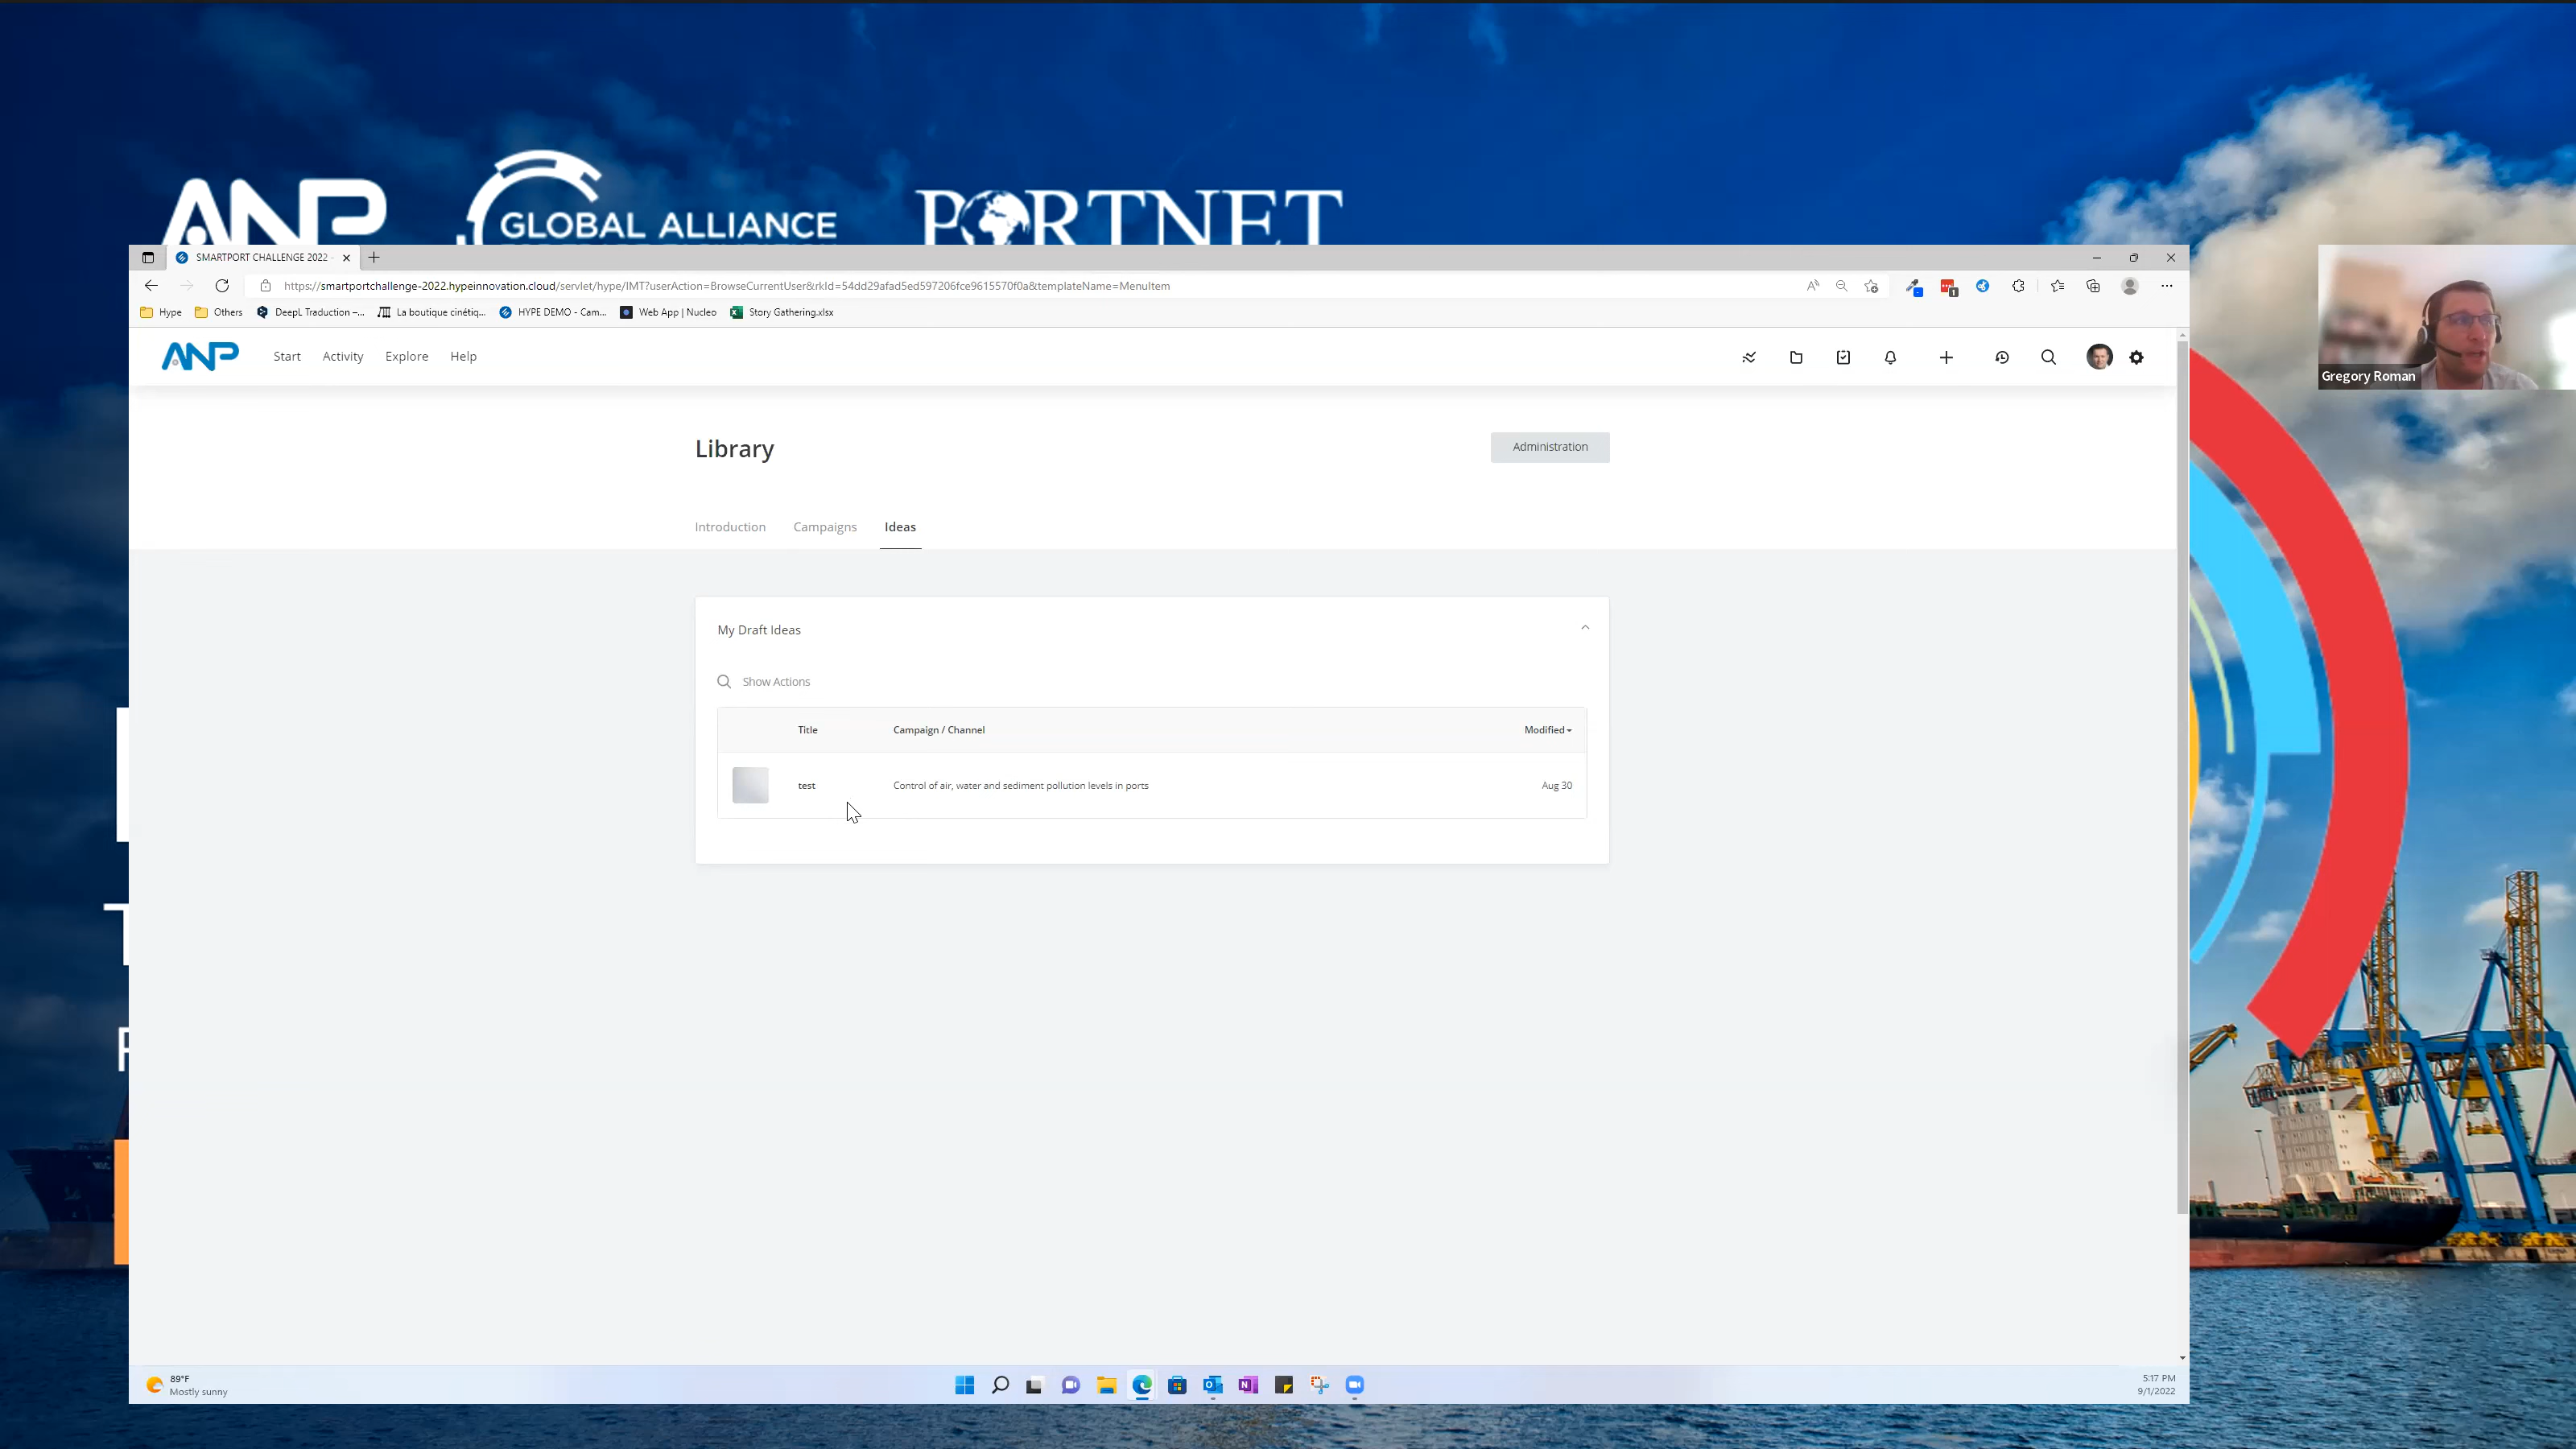 ANP
GLOBAL ALLIANCE
PORTNET
SMARTPORT CHALLENGE 2022 -
https://smartportchallenge-2022.hypeinnovation.cloud/servlet/hype/IMT?userAction=BrowseCurrentUser&rkId=54dd29afad5ed597206fce9615570f0a&templateName=MenuItem
Hype
Others
DeepL Traduction –...
La boutique cinétiq...
HYPE DEMO - Cam...
Web App | Nucleo
Story Gathering.xlsx
ANP
Start
Activity
Explore
Help
Gregory Roman
Library
Administration
Introduction
Campaigns
Ideas
My Draft Ideas
Show Actions
Title
Campaign / Channel
Modified
test
Control of air, water and sediment pollution levels in ports
Aug 30
89°F
Mostly sunny
5:17 PM
9/1/2022